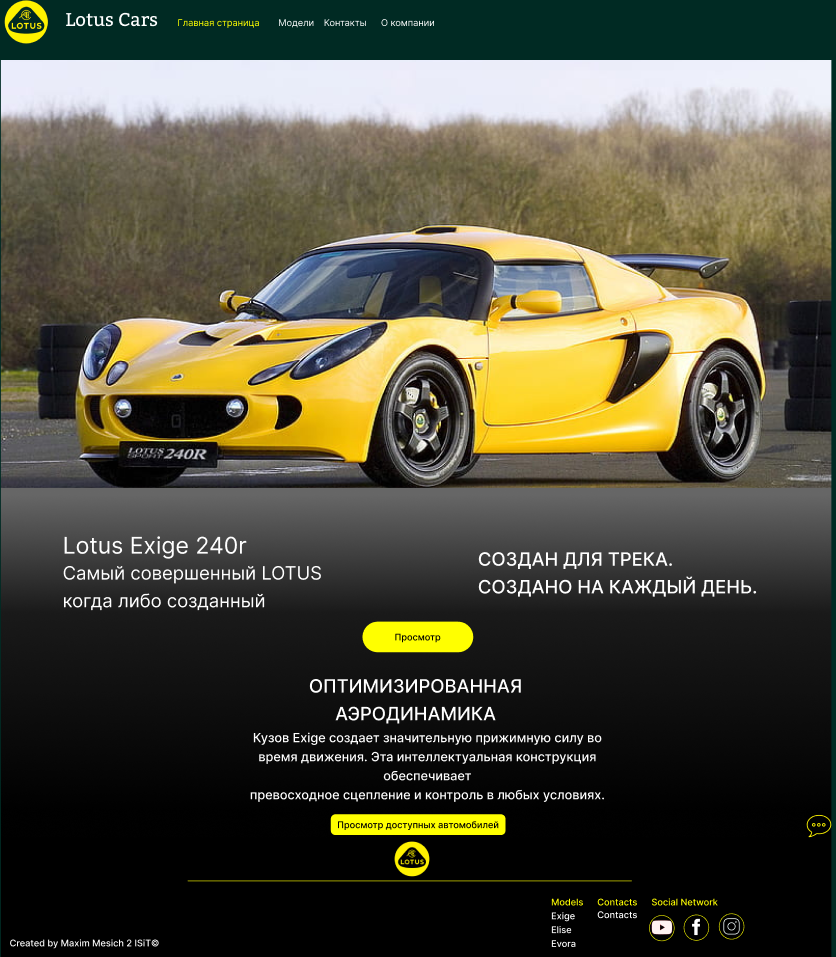 LOTUS
Lotus Cars
Главная страница
Модели
Контакты
О компании
LOTUS
SPORT 240R
Lotus Exige 240r
Самый совершенный LOTUS
когда либо созданный
СОЗДАН ДЛЯ ТРЕКА.
СОЗДАНО НА КАЖДЫЙ ДЕНЬ.
Просмотр
ОПТИМИЗИРОВАННАЯ
АЭРОДИНАМИКА
Кузов Exige создает значительную прижимную силу во
время движения. Эта интеллектуальная конструкция
обеспечивает
превосходное сцепление и контроль в любых условиях.
Просмотр доступных автомобилей
LOTUS
Models
Exige
Elise
Evora
Contacts
Contacts
Social Network
Created by Maxim Mesich 2 ISiT©